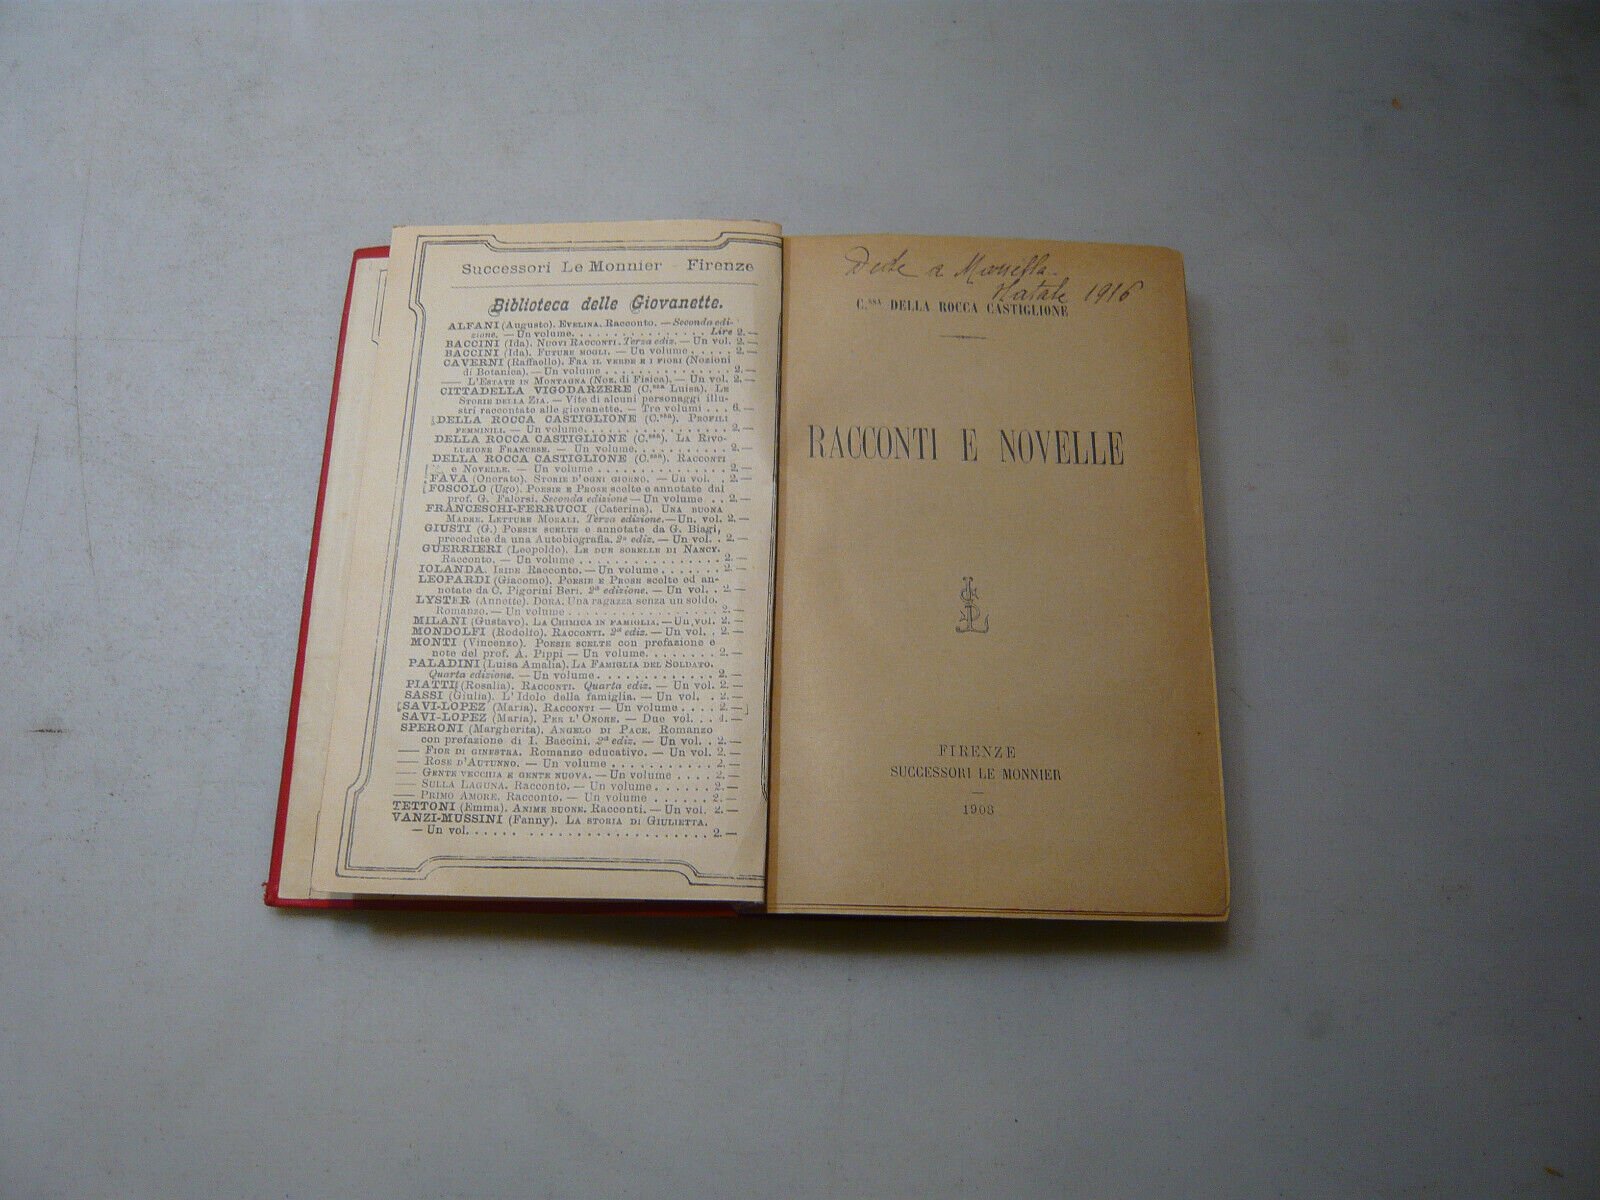 Successori Le Monnier - Firenze
Biblioteca delle Giovanette.
ALFANI (Augusto). EVELINA. Racconto. — Seconda edi-
zione. — Un volume. . . . . . . . . . . . . . . . Lire 2. —
BACCINI (Ida). NUOVI RACCONTI. Terza ediz. — Un vol. 2. —
BACCINI (Ida). FUTURE MOGLI. — Un volume . . . . . 2. —
CAVERNI (Raffaello). FRA IL VERDE E I FIORI (Nozioni
di Botanica). — Un volume . . . . . . . . . . . . . 2. —
— L'ESTATE IN MONTAGNA (Noz. di Fisica). — Un vol. 2. —
CITTADELLA VIGODARZERE (C.ssa Luisa). LE
STORIE DELLA ZIA. — Vite di alcuni personaggi illu-
stri raccontate alle giovanette. — Tre volumi . . . 6. —
DELLA ROCCA CASTIGLIONE (C.ssa). PROFILI
FEMMINILI. — Un volume. . . . . . . . . . . . . . 2. —
DELLA ROCCA CASTIGLIONE (C.ssa). LA RIVO-
LUZIONE FRANCESE. — Un volume. . . . . . . . . . 2. —
DELLA ROCCA CASTIGLIONE (C.ssa). RACCONTI
E NOVELLE. — Un volume . . . . . . . . . . . . . 2. —
FAVA (Onorato). STORIE D'OGNI GIORNO. — Un vol. . 2. —
FOSCOLO (Ugo). POESIE E PROSE scelte e annotate dal
prof. G. Falorsi. Seconda edizione — Un volume . . 2. —
FRANCESCHI-FERRUCCI (Caterina). UNA BUONA
MADRE. LETTURE MORALI. Terza edizione. — Un. vol. 2. —
GIUSTI (G.) POESIE SCELTE e annotate da G. Biagi,
precedute da una Autobiografia. 2ª ediz. — Un vol. . 2. —
GUERRIERI (Leopoldo). LE DUE SORELLE DI NANCY.
Racconto. — Un volume . . . . . . . . . . . . . . 2. —
IOLANDA. IRIDE Racconto. — Un volume . . . . . . . 2. —
LEOPARDI (Giacomo). POESIE E PROSE scelte ed an-
notate da C. Pigorini Beri. 2ª edizione. — Un vol. . 2. —
LYSTER (Annette). DORA. Una ragazza senza un soldo.
Romanzo. — Un volume . . . . . . . . . . . . . . 2. —
MILANI (Gustavo). LA CHIMICA IN FAMIGLIA. — Un vol. 2. —
MONDOLFI (Rodolfo). RACCONTI. 2ª ediz. — Un vol. . 2. —
MONTI (Vincenzo). POESIE SCELTE con prefazione e
note del prof. A. Pippi — Un volume. . . . . . . . 2. —
PALADINI (Luisa Amalia). LA FAMIGLIA DEL SOLDATO.
Quarta edizione. — Un volume . . . . . . . . . . . 2. —
PIATTI (Rosalia). RACCONTI. Quarta ediz. — Un vol. 2. —
SASSI (Giulia). L'Idolo della famiglia. — Un vol. . 2. —
SAVI-LOPEZ (Maria). RACCONTI — Un volume . . . . 2. —
SAVI-LOPEZ (Maria). PER L'ONORE. — Due vol. . . 4. —
SPERONI (Margherita). ANGELO DI PACE. Romanzo
con prefazione di I. Baccini. 2ª ediz. — Un vol. . 2. —
— FIOR DI GINESTRA. Romanzo educativo. — Un vol. 2. —
— ROSE D'AUTUNNO. — Un volume . . . . . . . . . 2. —
— GENTE VECCHIA E GENTE NUOVA. — Un volume . . . . 2. —
— SULLA LAGUNA. Racconto. — Un volume . . . . . . 2. —
— PRIMO AMORE. Racconto. — Un volume . . . . . . 2. —
TETTONI (Emma). ANIME BUONE. Racconti. — Un vol. 2. —
VANZI-MUSSINI (Fanny). LA STORIA DI GIULIETTA.
— Un vol. . . . . . . . . . . . . . . . . . . . . 2. —
a
Natale 1916
C.SSA DELLA ROCCA CASTIGLIONE
RACCONTI E NOVELLE
FIRENZE
SUCCESSORI LE MONNIER
1908